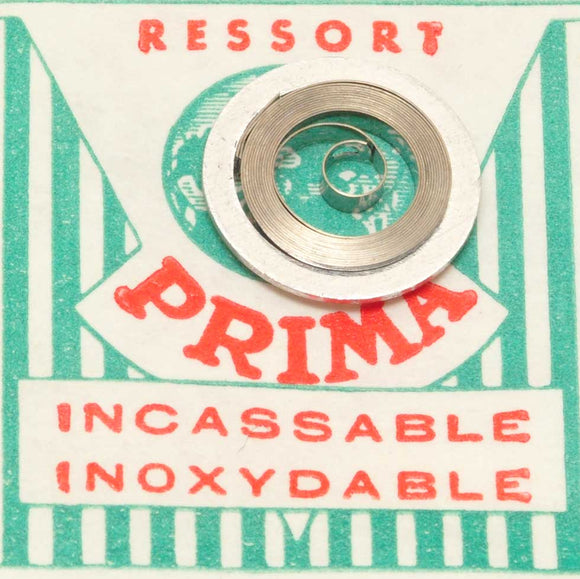 RESSORT
PRIMA
INCASSABLE
INOXYDABLE